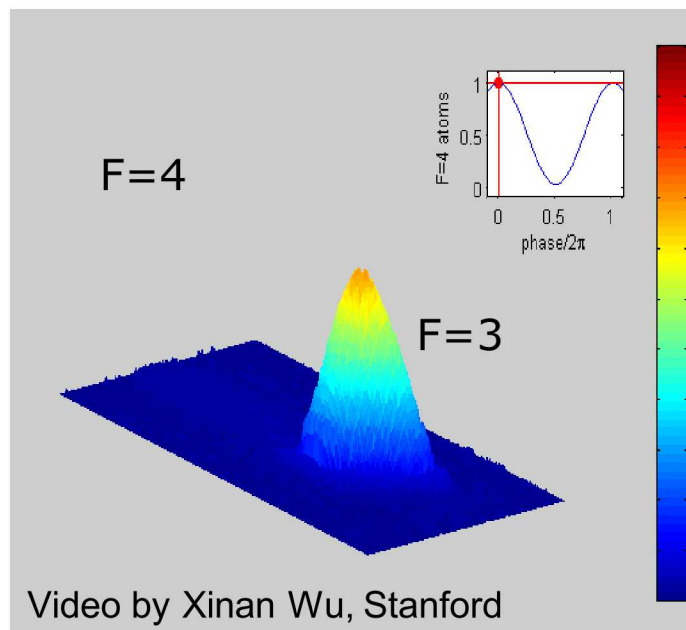 F=4
F=4 atoms
1
0.5
0
0 0.5 1
phase/2π
F=3
Video by Xinan Wu, Stanford